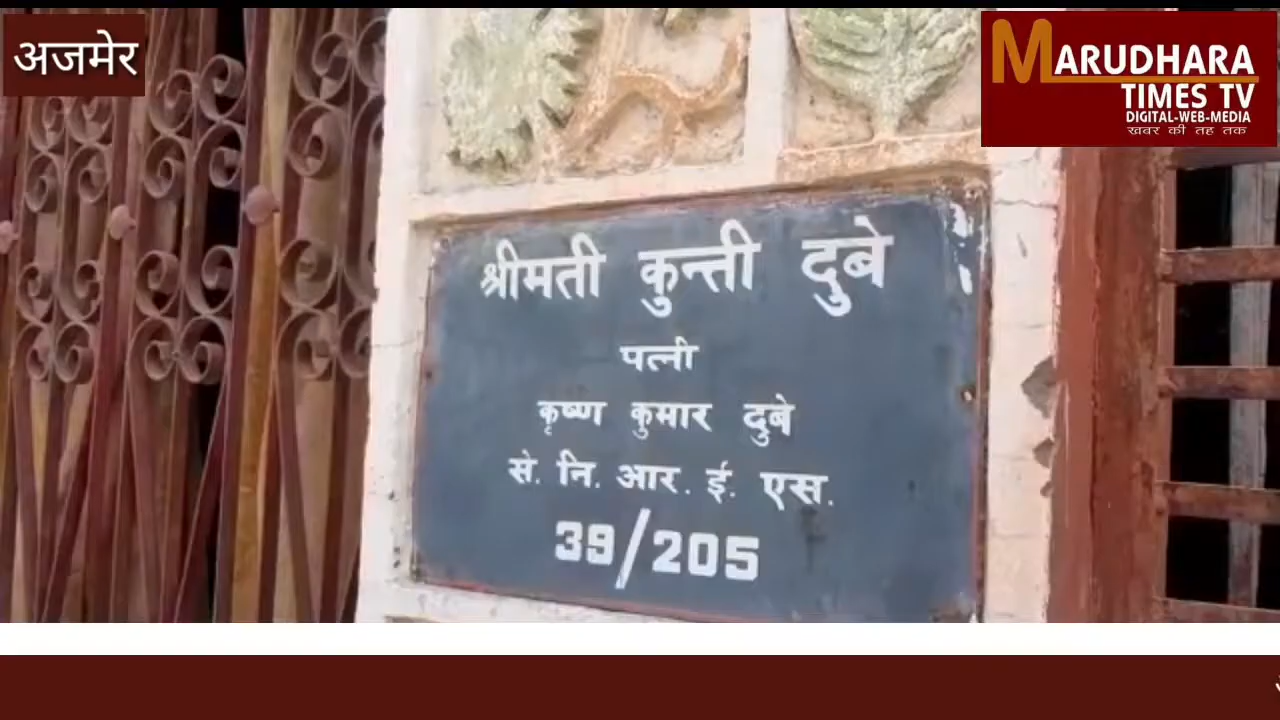 अजमेर
MARUDHARA
TIMES TV
DIGITAL-WEB-MEDIA
खबर की तह तक
श्रीमती कुन्ती दुबे
पत्नी
कृष्ण कुमार दुबे
से. नि. आर. ई. एस.
39/205